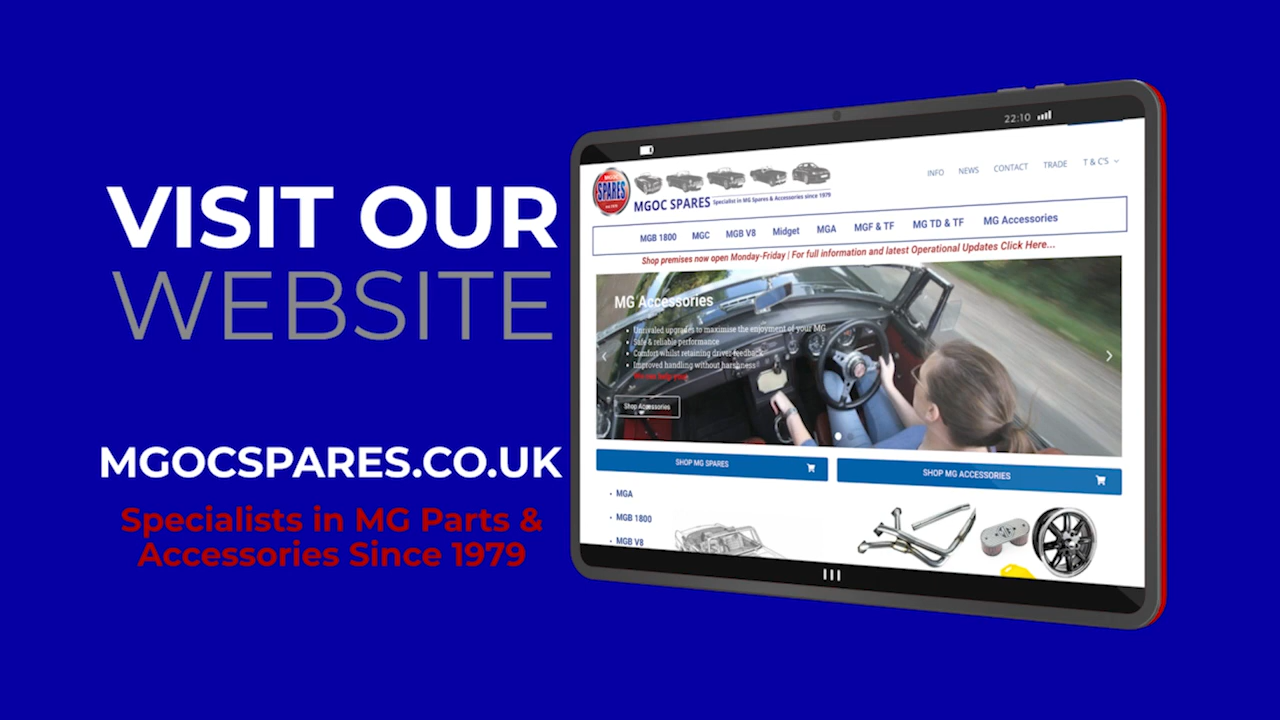 VISIT OUR
WEBSITE
MGOCSPARES.CO.UK
Specialists in MG Parts &
Accessories Since 1979
22:10
INFO NEWS CONTACT TRADE T & C'S
SPARES
MGOC SPARES Specialist in MG Spares & Accessories since 1979
MGB 1800 MGC MGB V8 Midget MGA MGF & TF MG TD & TF MG Accessories
Shop premises now open Monday-Friday | For full information and latest Operational Updates Click Here...
MG Accessories
• Unrivaled upgrades to maximise the enjoyment of your MG
• Safe & reliable performance
• Comfort whilst retaining driver feedback
• Improved handling without harshness
Shop Accessories
SHOP MG SPARES
SHOP MG ACCESSORIES
• MGA
• MGB 1800
• MGB V8